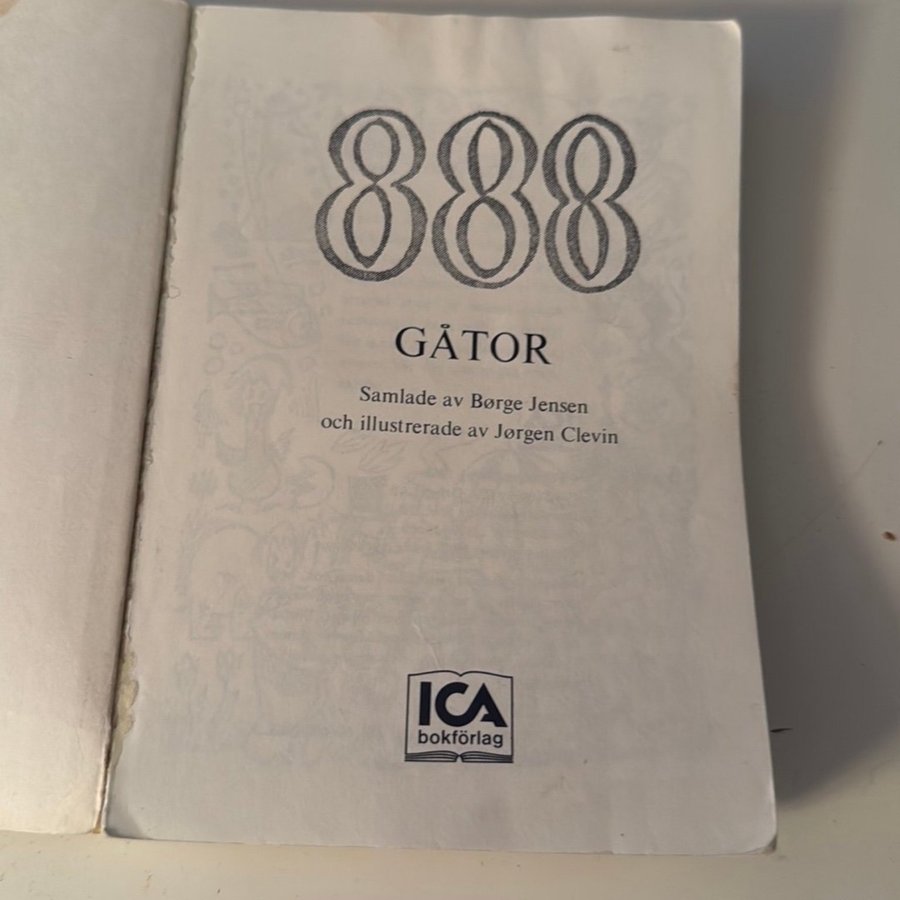 888
GÅTOR
Samlade av Børge Jensen
och illustrerade av Jørgen Clevin
ICA
bokförlag